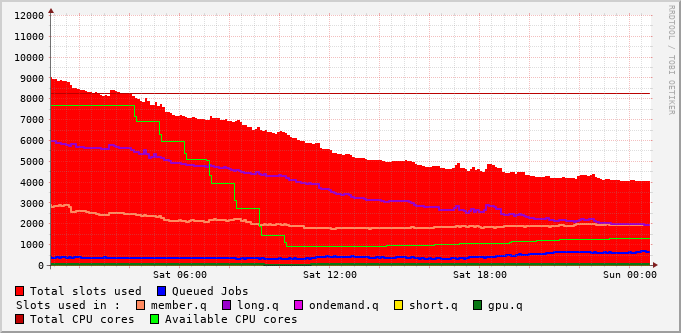 12000
11000
10000
9000
8000
7000
6000
5000
4000
3000
2000
1000
0
Sat 06:00 Sat 12:00 Sat 18:00 Sun 00:00
Total slots used Queued Jobs
Slots used in : member.q long.q ondemand.q short.q gpu.q
Total CPU cores Available CPU cores
RRDTOOL / TOBI OETIKER